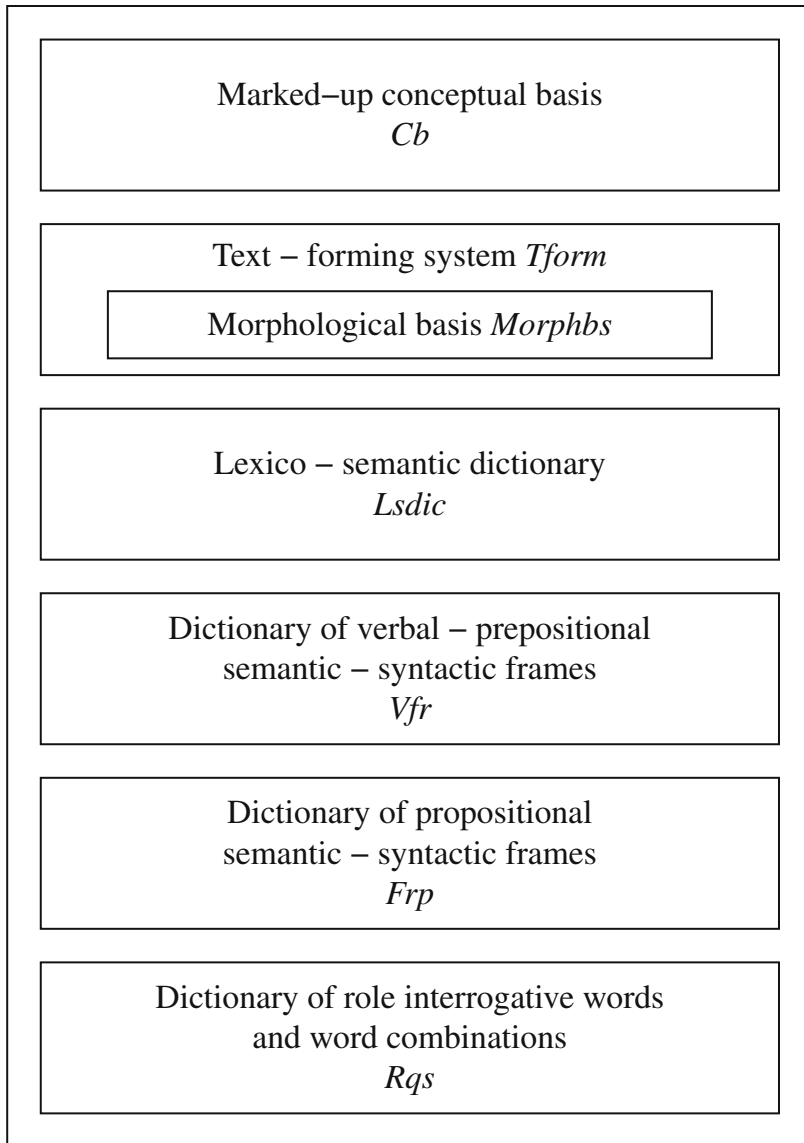 Marked−up conceptual basis
Cb
Text − forming system Tform
Morphological basis Morphbs
Lexico − semantic dictionary
Lsdic
Dictionary of verbal − prepositional
semantic − syntactic frames
Vfr
Dictionary of propositional
semantic − syntactic frames
Frp
Dictionary of role interrogative words
and word combinations
Rqs